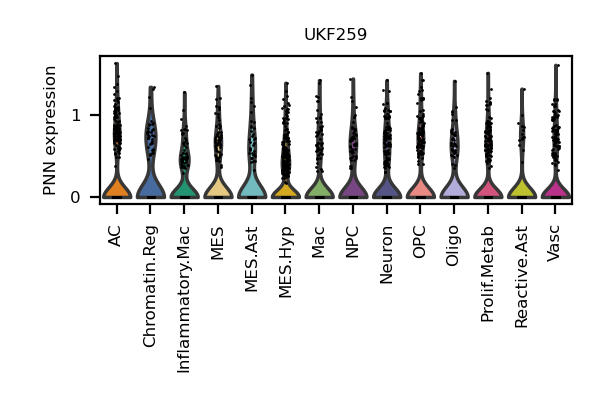 UKF259
PNN expression
1
0
AC
Chromatin.Reg
Inflammatory.Mac
MES
MES.Ast
MES.Hyp
Mac
NPC
Neuron
OPC
Oligo
Prolif.Metab
Reactive.Ast
Vasc